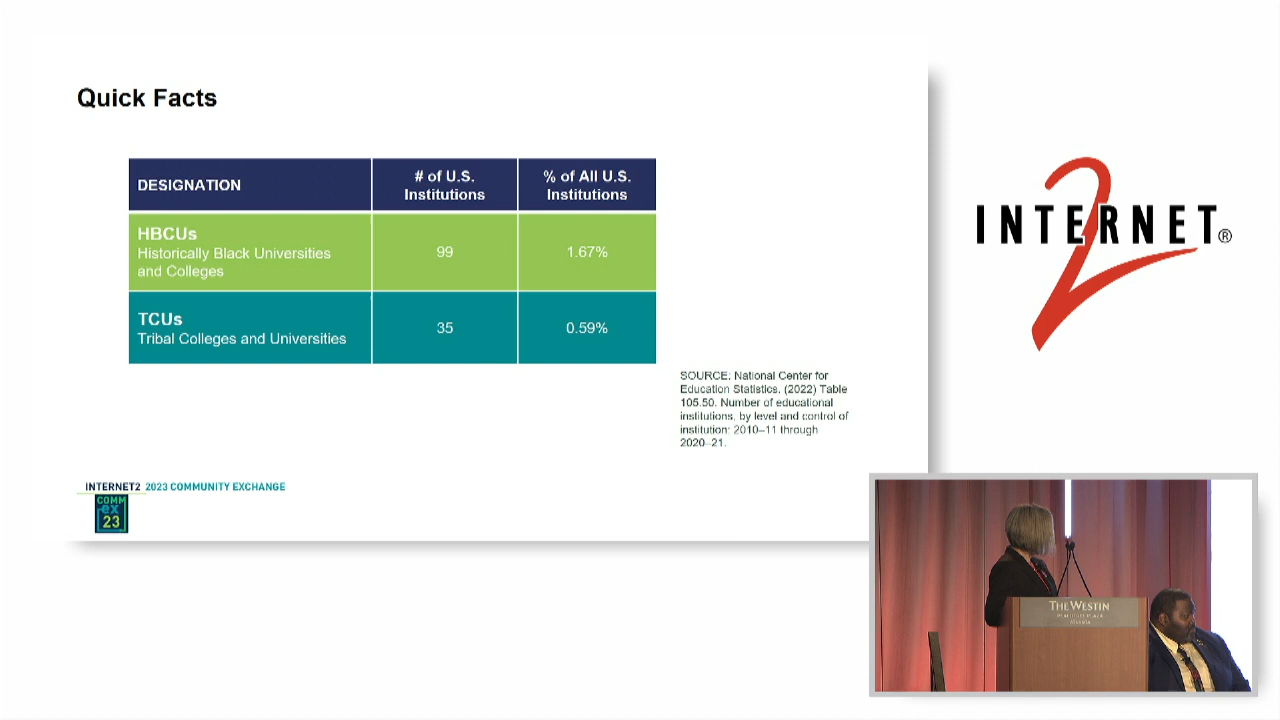 Quick Facts
DESIGNATION
# of U.S.
Institutions
% of All U.S.
Institutions
HBCUs
Historically Black Universities
and Colleges
99
1.67%
TCUs
Tribal Colleges and Universities
35
0.59%
SOURCE: National Center for
Education Statistics. (2022) Table
105.50. Number of educational
institutions, by level and control of
institution: 2010–11 through
2020–21.
INTERNET2 2023 COMMUNITY EXCHANGE
COMM
ex
23
INTERNET®
2
THE WESTIN